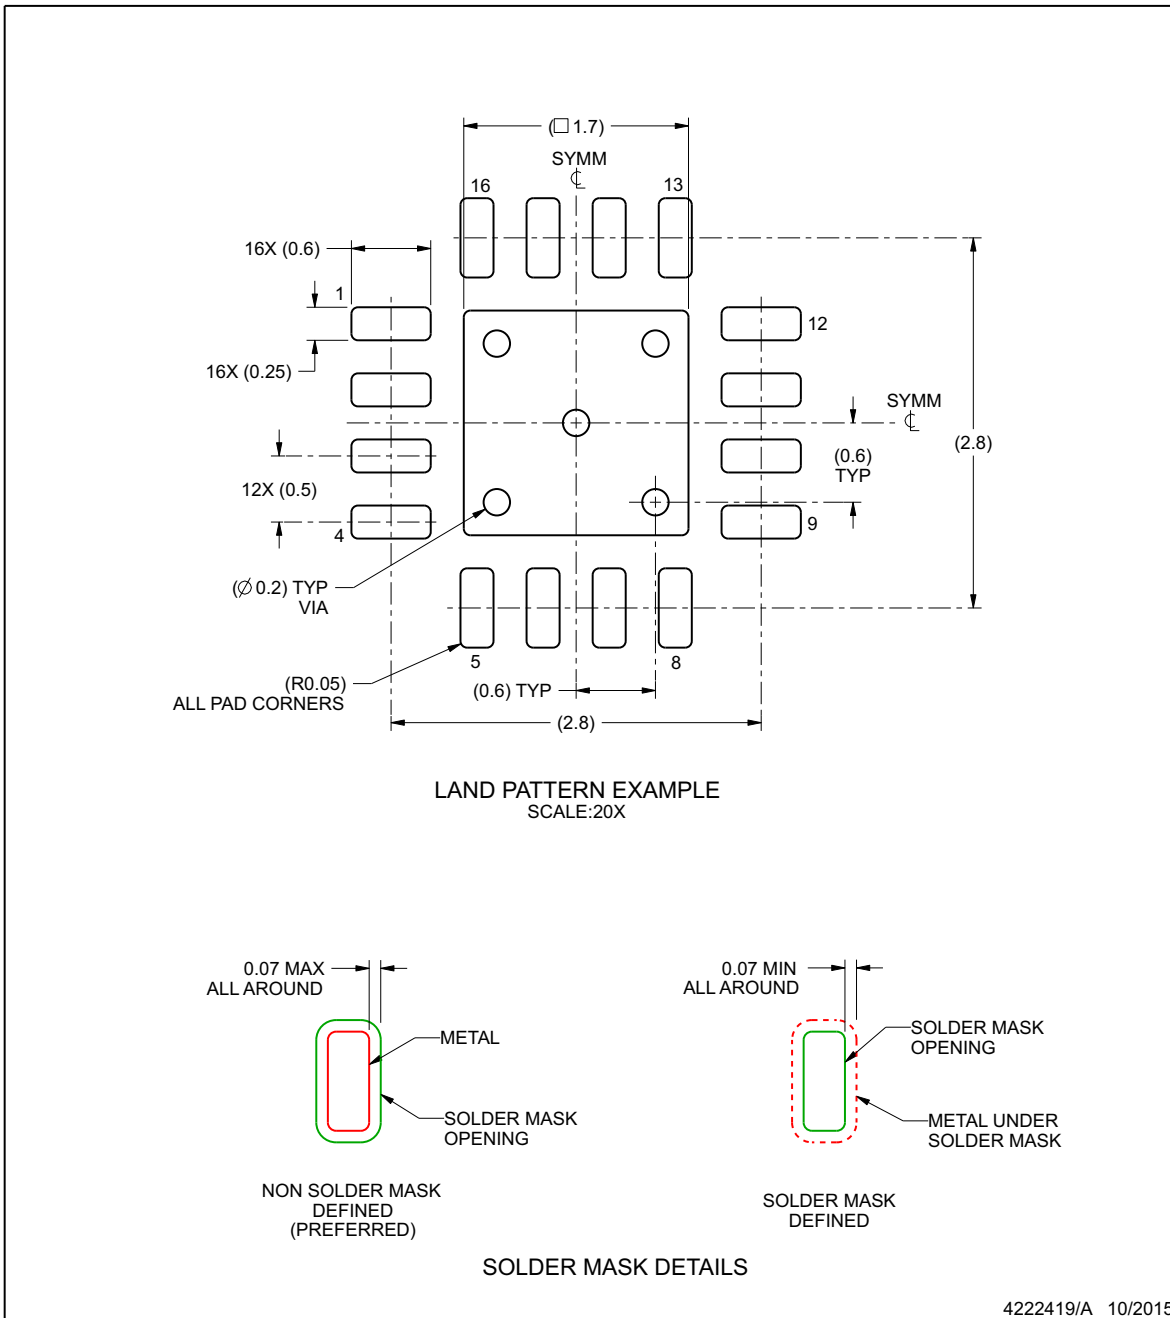 (□ 1.7)
SYMM
℄
16
13
16X (0.6)
1
12
16X (0.25)
SYMM
℄
(0.6)
TYP
(2.8)
12X (0.5)
4
9
(∅ 0.2) TYP
VIA
5
8
(R0.05)
ALL PAD CORNERS
(0.6) TYP
(2.8)
LAND PATTERN EXAMPLE
SCALE:20X
0.07 MAX
ALL AROUND
METAL
SOLDER MASK
OPENING
NON SOLDER MASK
DEFINED
(PREFERRED)
0.07 MIN
ALL AROUND
SOLDER MASK
OPENING
METAL UNDER
SOLDER MASK
SOLDER MASK
DEFINED
SOLDER MASK DETAILS
4222419/A 10/2015